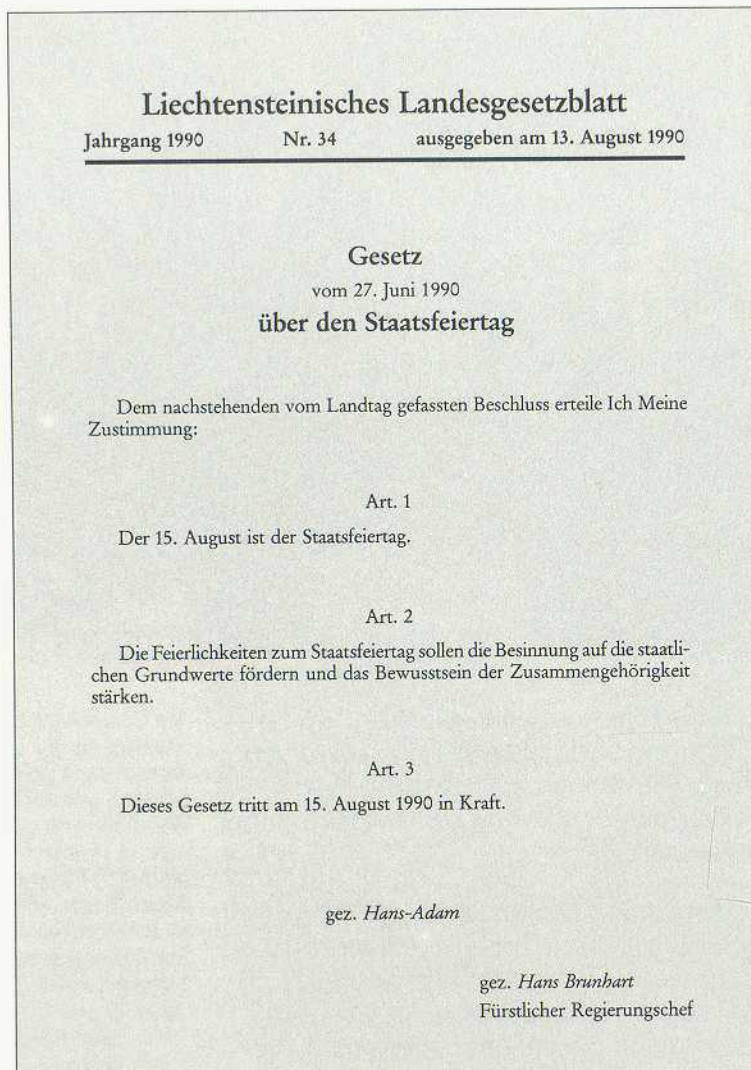 Liechtensteinisches Landesgesetzblatt
Jahrgang 1990 Nr. 34 ausgegeben am 13. August 1990
Gesetz
vom 27. Juni 1990
über den Staatsfeiertag
Dem nachstehenden vom Landtag gefassten Beschluss erteile Ich Meine
Zustimmung:
Art. 1
Der 15. August ist der Staatsfeiertag.
Art. 2
Die Feierlichkeiten zum Staatsfeiertag sollen die Besinnung auf die staatli-
chen Grundwerte fördern und das Bewusstsein der Zusammengehörigkeit
stärken.
Art. 3
Dieses Gesetz tritt am 15. August 1990 in Kraft.
gez. Hans-Adam
gez. Hans Brunhart
Fürstlicher Regierungschef